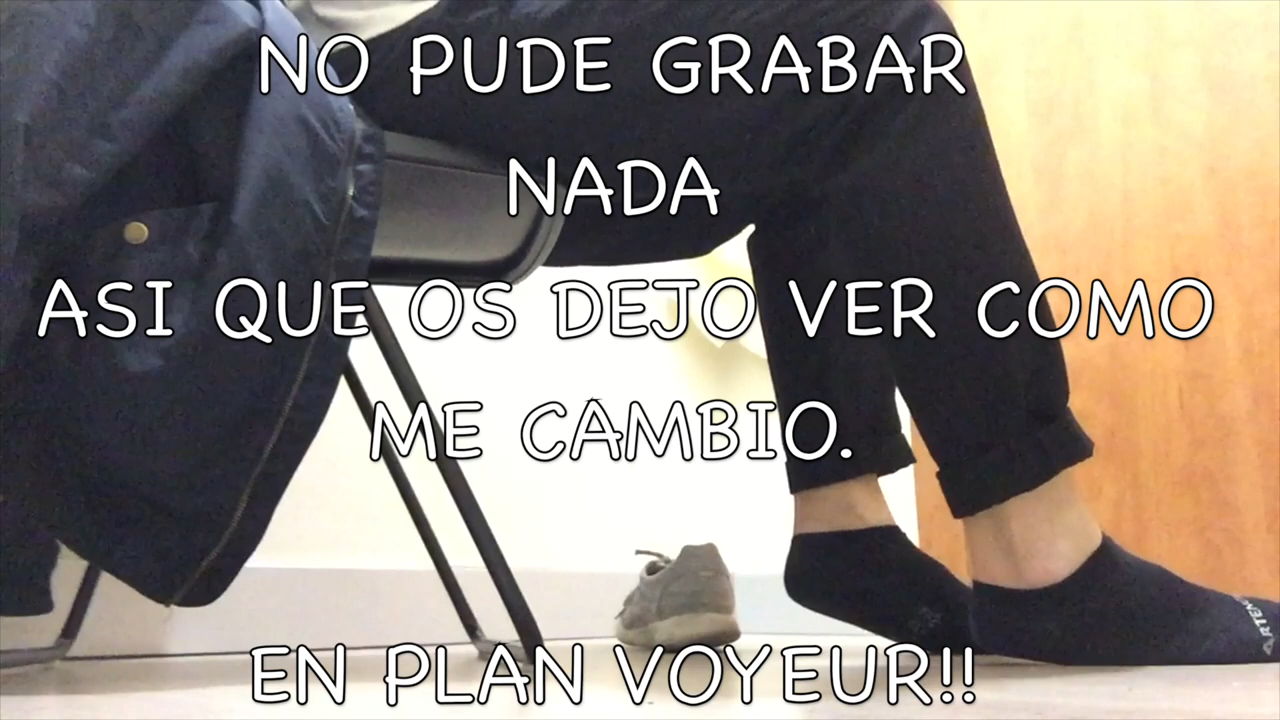 NO PUDE GRABAR
NADA
ASI QUE OS DEJO VER COMO
ME CAMBIO.
EN PLAN VOYEUR!!